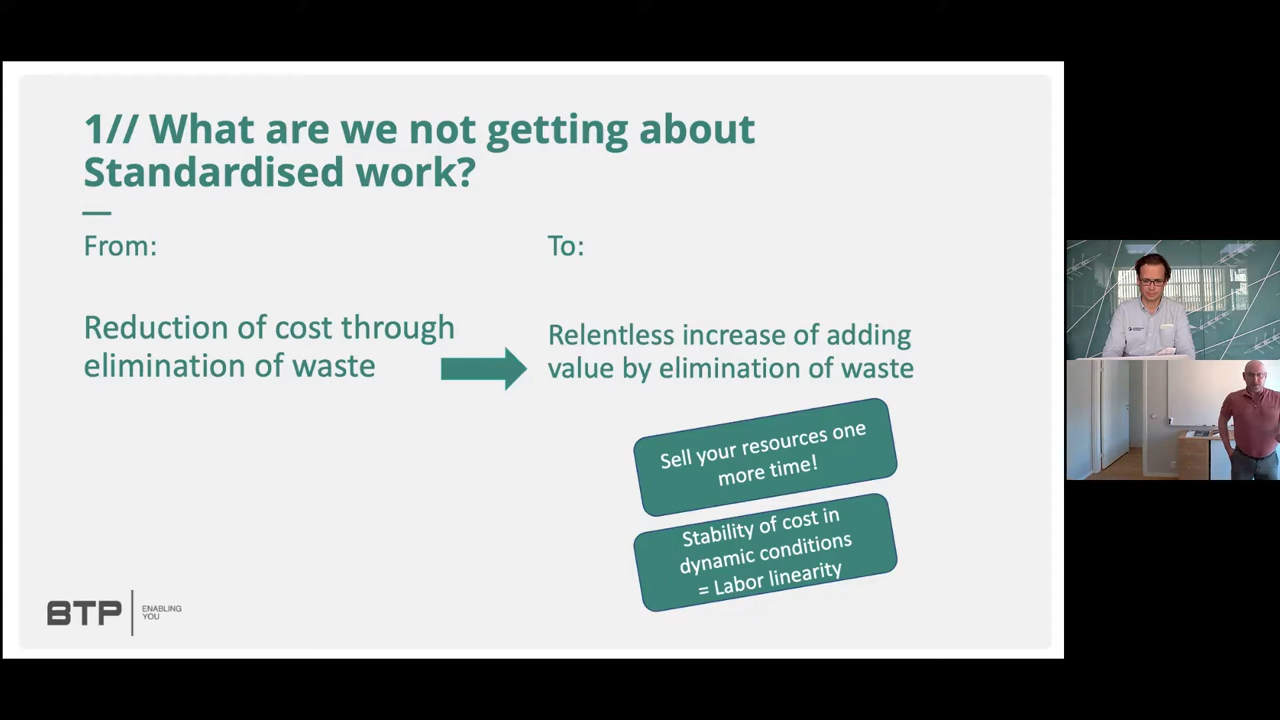 1// What are we not getting about
Standardised work?
From:
Reduction of cost through
elimination of waste
To:
Relentless increase of adding
value by elimination of waste
Sell your resources one
more time!
Stability of cost in
dynamic conditions
= Labor linearity
BTP
ENABLING
YOU